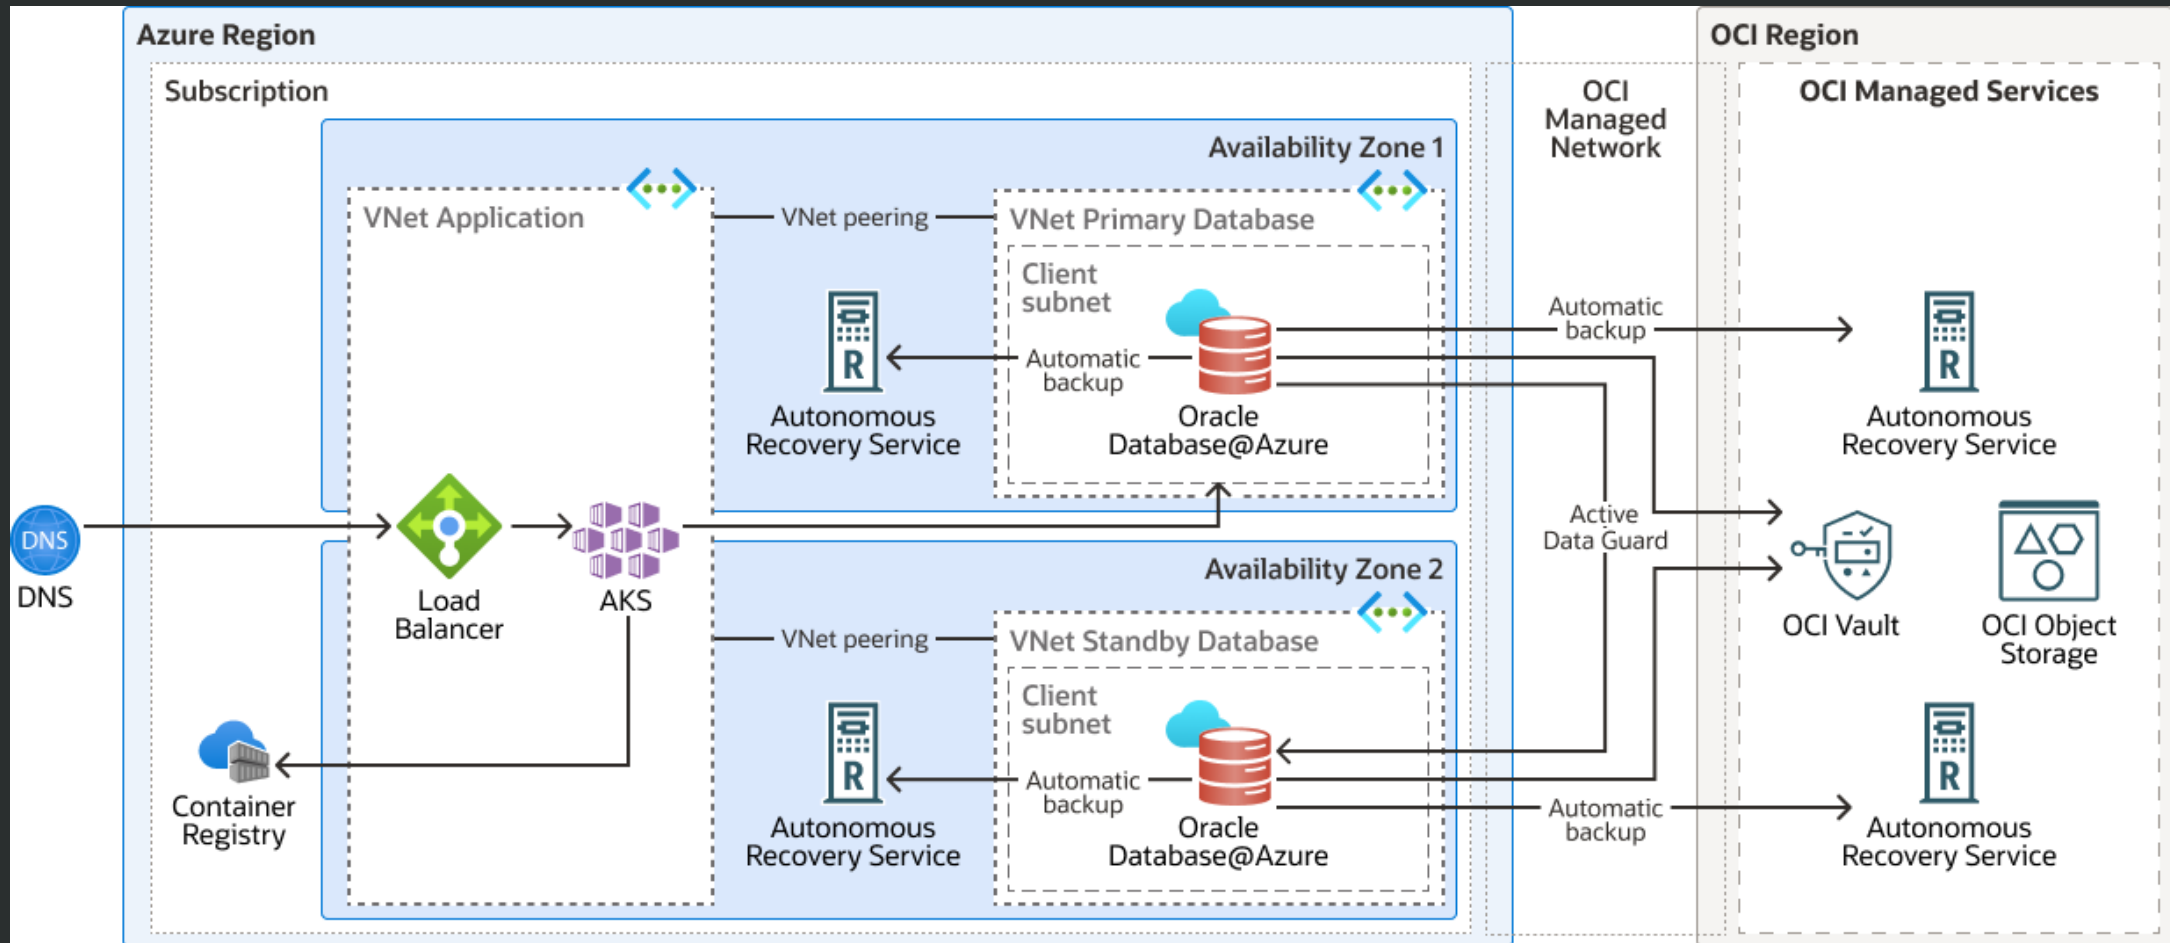 Azure Region
OCI Region
Subscription
OCI
Managed
Network
OCI Managed Services
Availability Zone 1
VNet Application
VNet peering
VNet Primary Database
Client
subnet
Automatic
backup
R
Autonomous
Recovery Service
Automatic
backup
Oracle
Database@Azure
R
Autonomous
Recovery Service
DNS
DNS
Load
Balancer
AKS
Active
Data Guard
OCI Vault
OCI Object
Storage
Availability Zone 2
VNet peering
VNet Standby Database
Client
subnet
Container
Registry
R
Autonomous
Recovery Service
Automatic
backup
Oracle
Database@Azure
Automatic
backup
R
Autonomous
Recovery Service